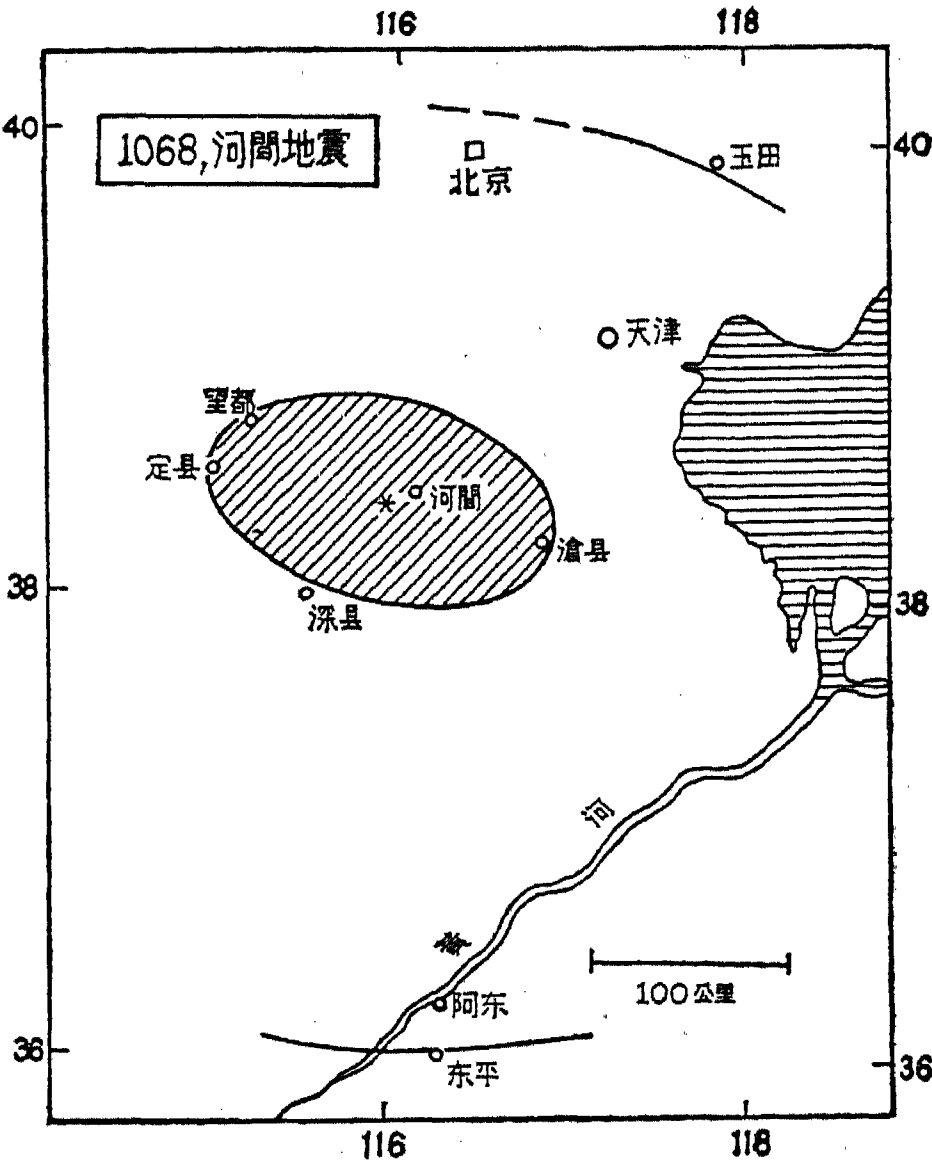 116 118
40 40
1068,河間地震
玉田
北京
天津
望都
定县
河間
滄县
38 38
深县
河
黄
100公里
阿东
36 36
东平
116 118